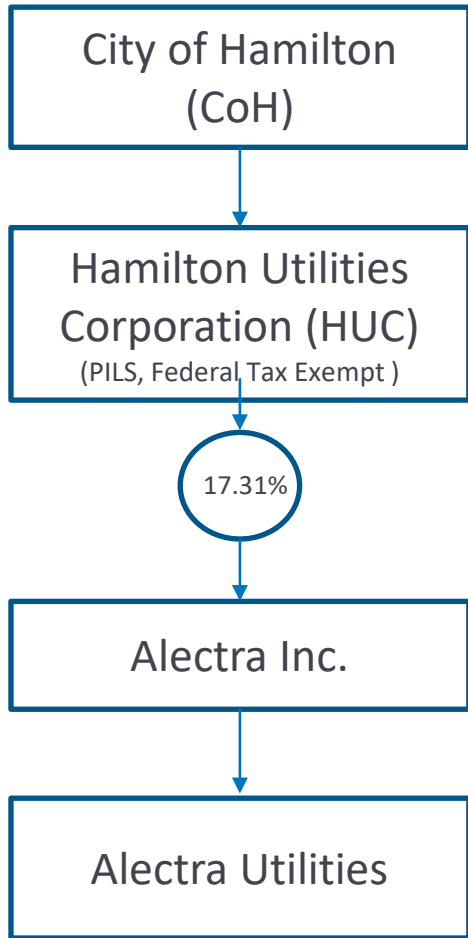 City of Hamilton
(CoH)
Hamilton Utilities
Corporation (HUC)
(PILS, Federal Tax Exempt )
17.31%
Alectra Inc.
Alectra Utilities